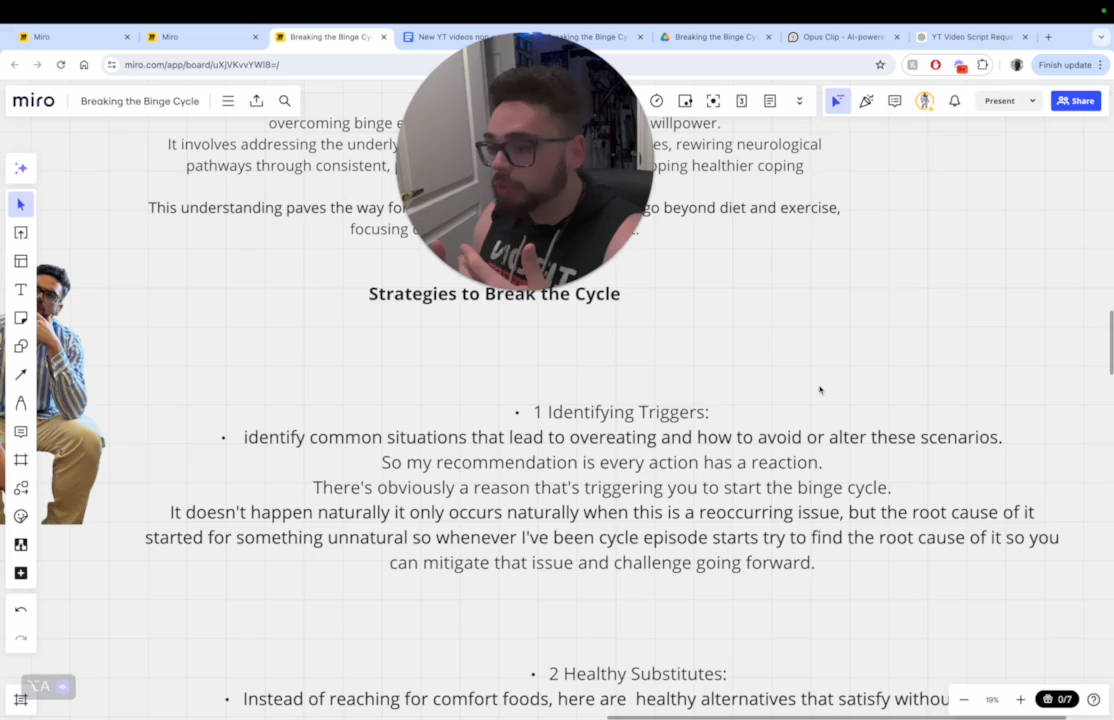 Miro
Miro
Breaking the Binge Cy
New YT videos non
eaking the Binge Cy
Breaking the Binge Cy
Opus Clip - AI-powere
YT Video Script Reque
miro.com/app/board/uXjVKvvYWl8=/
Finish update
miro
Breaking the Binge Cycle
Present
Share
overcoming binge e willpower.
It involves addressing the underly es, rewiring neurological
pathways through consistent, oping healthier coping
This understanding paves the way for go beyond diet and exercise,
focusing
Strategies to Break the Cycle
• 1 Identifying Triggers:
• identify common situations that lead to overeating and how to avoid or alter these scenarios.
So my recommendation is every action has a reaction.
There's obviously a reason that's triggering you to start the binge cycle.
It doesn't happen naturally it only occurs naturally when this is a reoccurring issue, but the root cause of it
started for something unnatural so whenever I've been cycle episode starts try to find the root cause of it so you
can mitigate that issue and challenge going forward.
• 2 Healthy Substitutes:
• Instead of reaching for comfort foods, here are healthy alternatives that satisfy withou
⌥A
19%
0/7